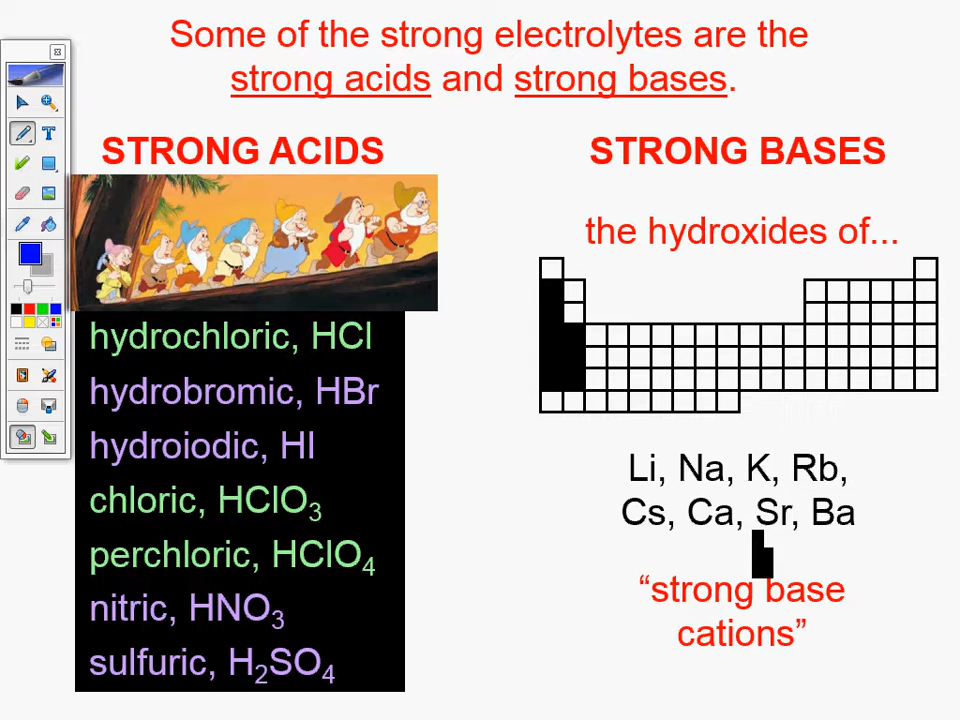 Some of the strong electrolytes are the
strong acids and strong bases.
STRONG ACIDS
hydrochloric, HCl
hydrobromic, HBr
hydroiodic, HI
chloric, HClO₃
perchloric, HClO₄
nitric, HNO₃
sulfuric, H₂SO₄
STRONG BASES
the hydroxides of...
Li, Na, K, Rb,
Cs, Ca, Sr, Ba
“strong base
cations”
T